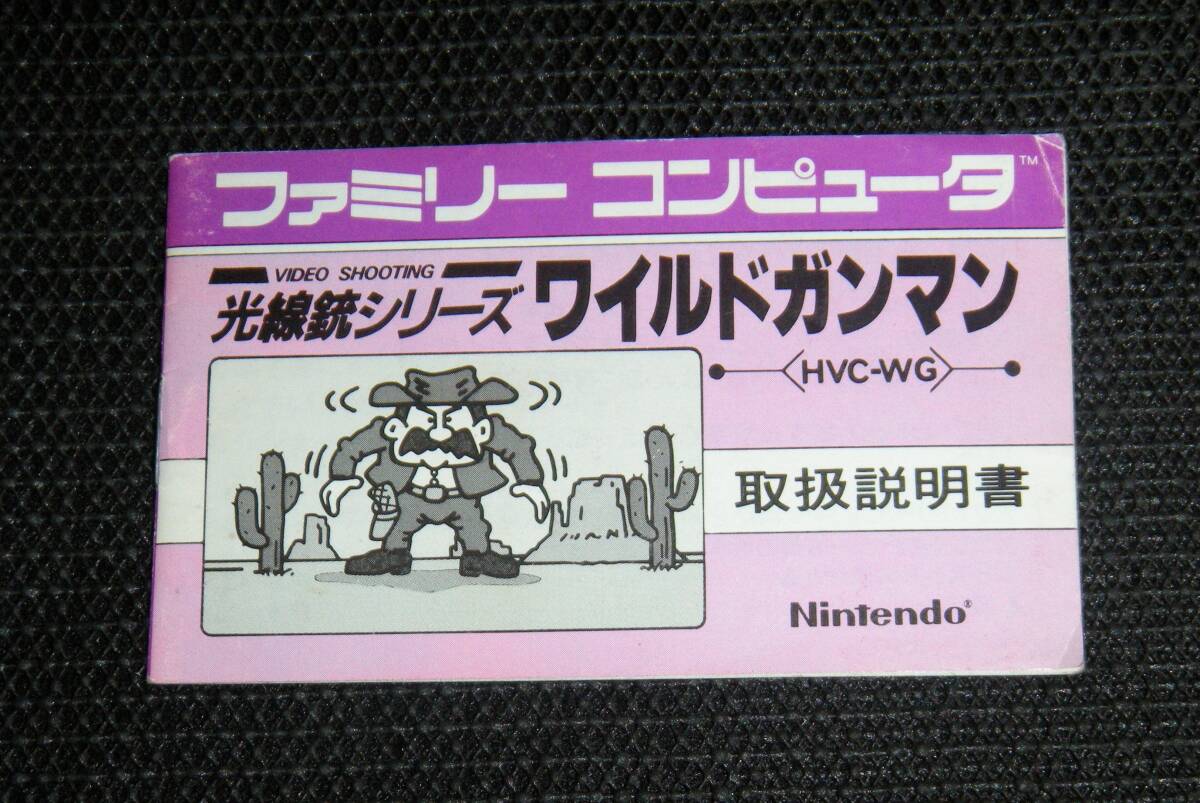 ファミリー コンピュータ™
VIDEO SHOOTING
光線銃シリーズ ワイルドガンマン
HVC-WG
取扱説明書
Nintendo®